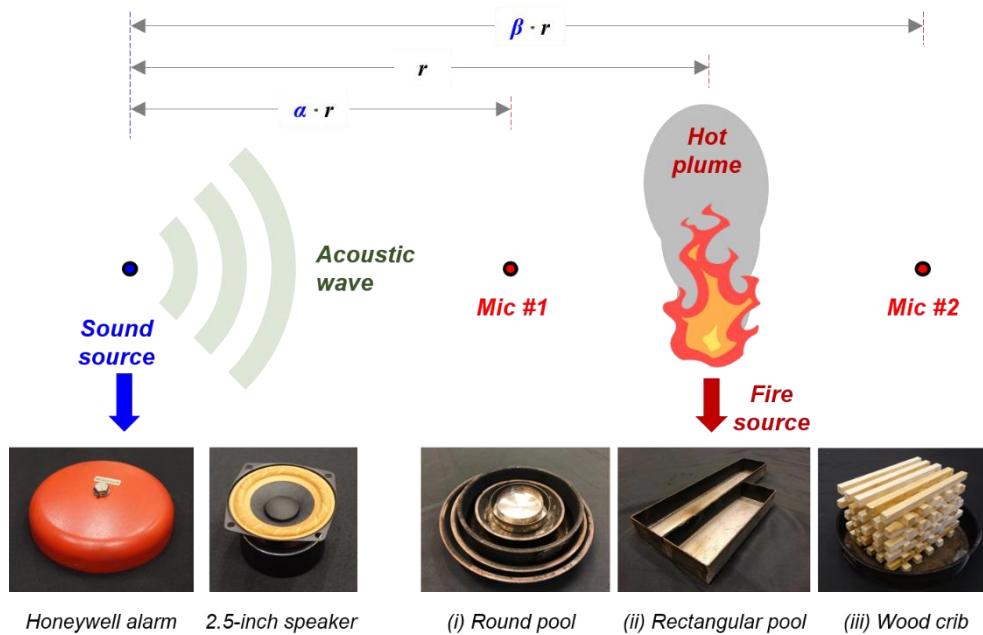 β · r
r
α · r
Hot
plume
Acoustic
wave
Mic #1
Mic #2
Sound
source
Fire
source
Honeywell alarm
2.5-inch speaker
(i) Round pool
(ii) Rectangular pool
(iii) Wood crib